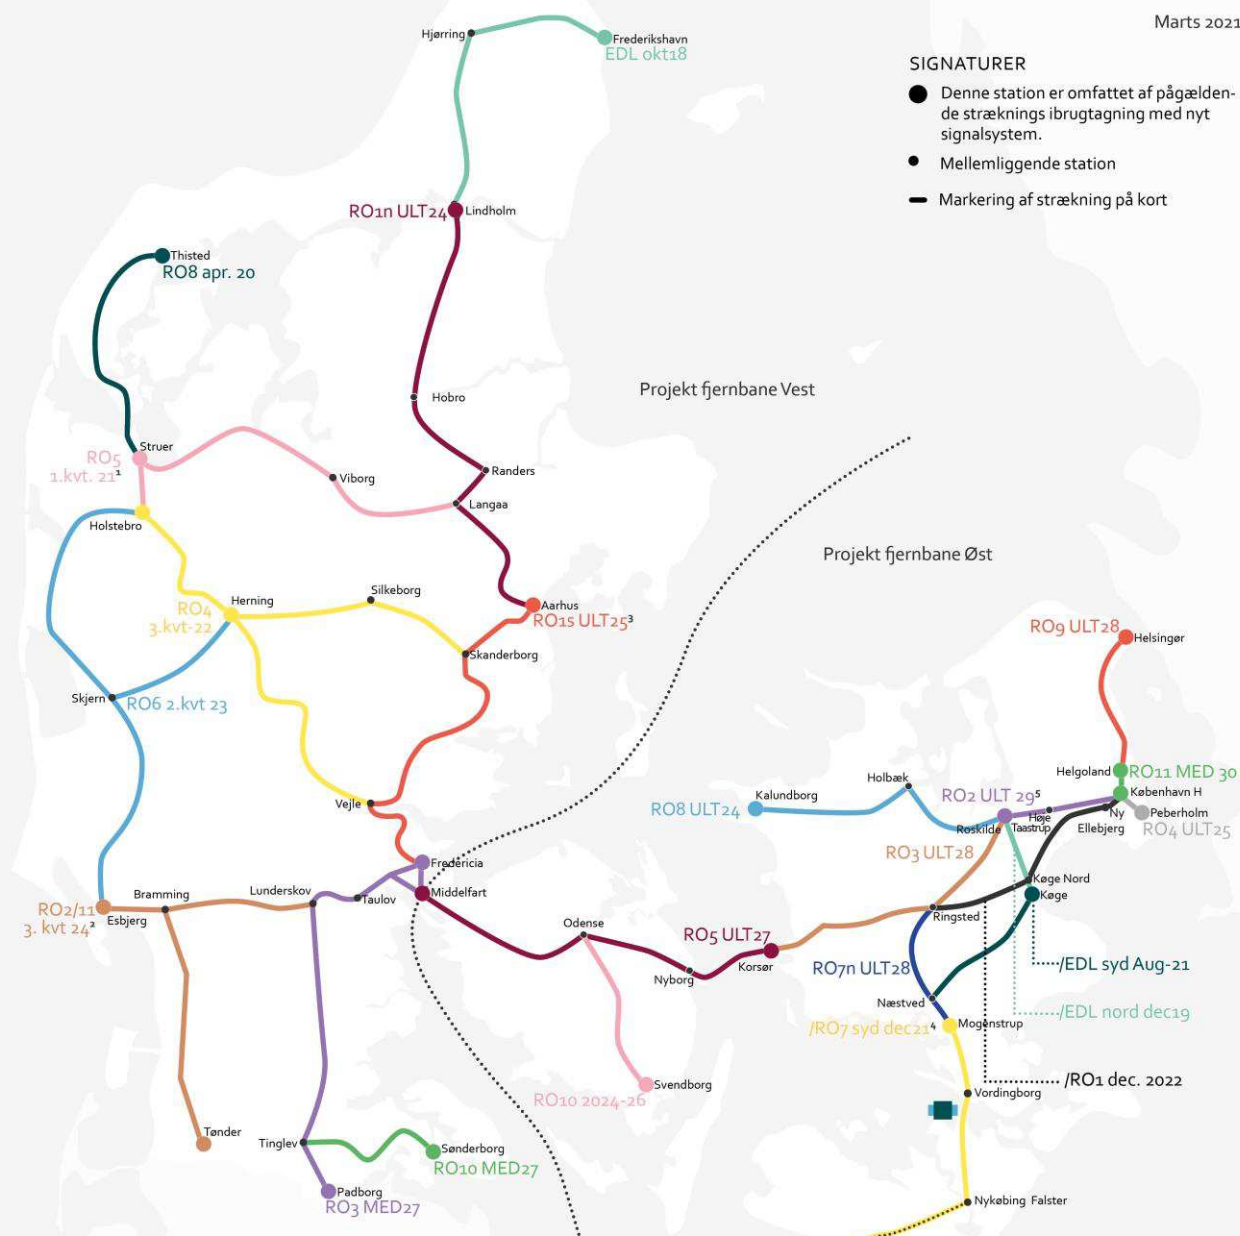 Marts 2021
SIGNATURER
Denne station er omfattet af pågælden-
de stræknings ibrugtagning med nyt
signalsystem.
Mellemliggende station
Markering af strækning på kort
Hjørring
Frederikshavn
EDL okt18
RO1n ULT24
Lindholm
Thisted
RO8 apr. 20
Hobro
Projekt fjernbane Vest
Struer
RO5
1.kvt. 21¹
Viborg
Randers
Langaa
Holstebro
Projekt fjernbane Øst
Silkeborg
Herning
RO4
3.kvt-22
Aarhus
RO1s ULT25³
Skanderborg
RO9 ULT28
Helsingør
Skjern
RO6 2.kvt 23
Vejle
Helgoland
RO11 MED 30
Holbæk
København H
Kalundborg
RO8 ULT24
RO2 ULT 29⁵
Peberholm
RO4 ULT25
Roskilde
Høje
Taastrup
Ny
Ellebjerg
RO3 ULT28
Fredericia
Middelfart
Lunderskov
Taulov
Bramming
RO2/11
3. kvt 24²
Esbjerg
Køge Nord
Køge
Ringsted
Odense
RO5 ULT27
Korsør
Nyborg
RO7n ULT28
/EDL syd Aug-21
Næstved
/EDL nord dec19
/RO7 syd dec21⁴
Mogenstrup
/RO1 dec. 2022
Svendborg
RO10 2024-26
Vordingborg
Tønder
Tinglev
Sønderborg
RO10 MED27
Padborg
RO3 MED27
Nykøbing Falster